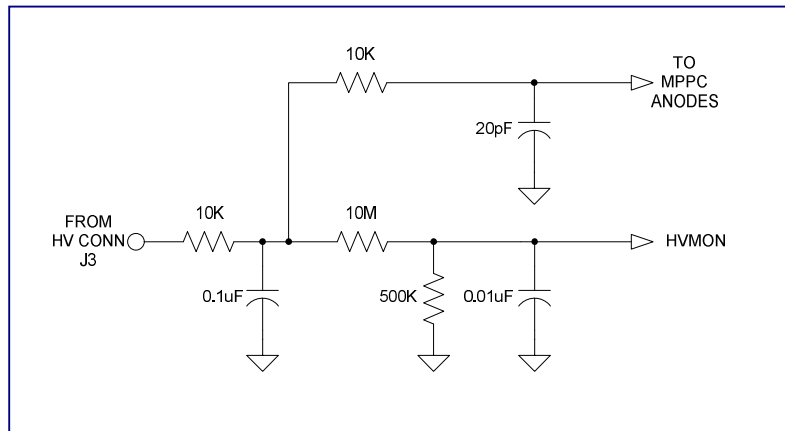 10K
TO
MPPC
ANODES
20pF
FROM
HV CONN
J3
10K
10M
HVMON
0.1uF
500K
0.01uF